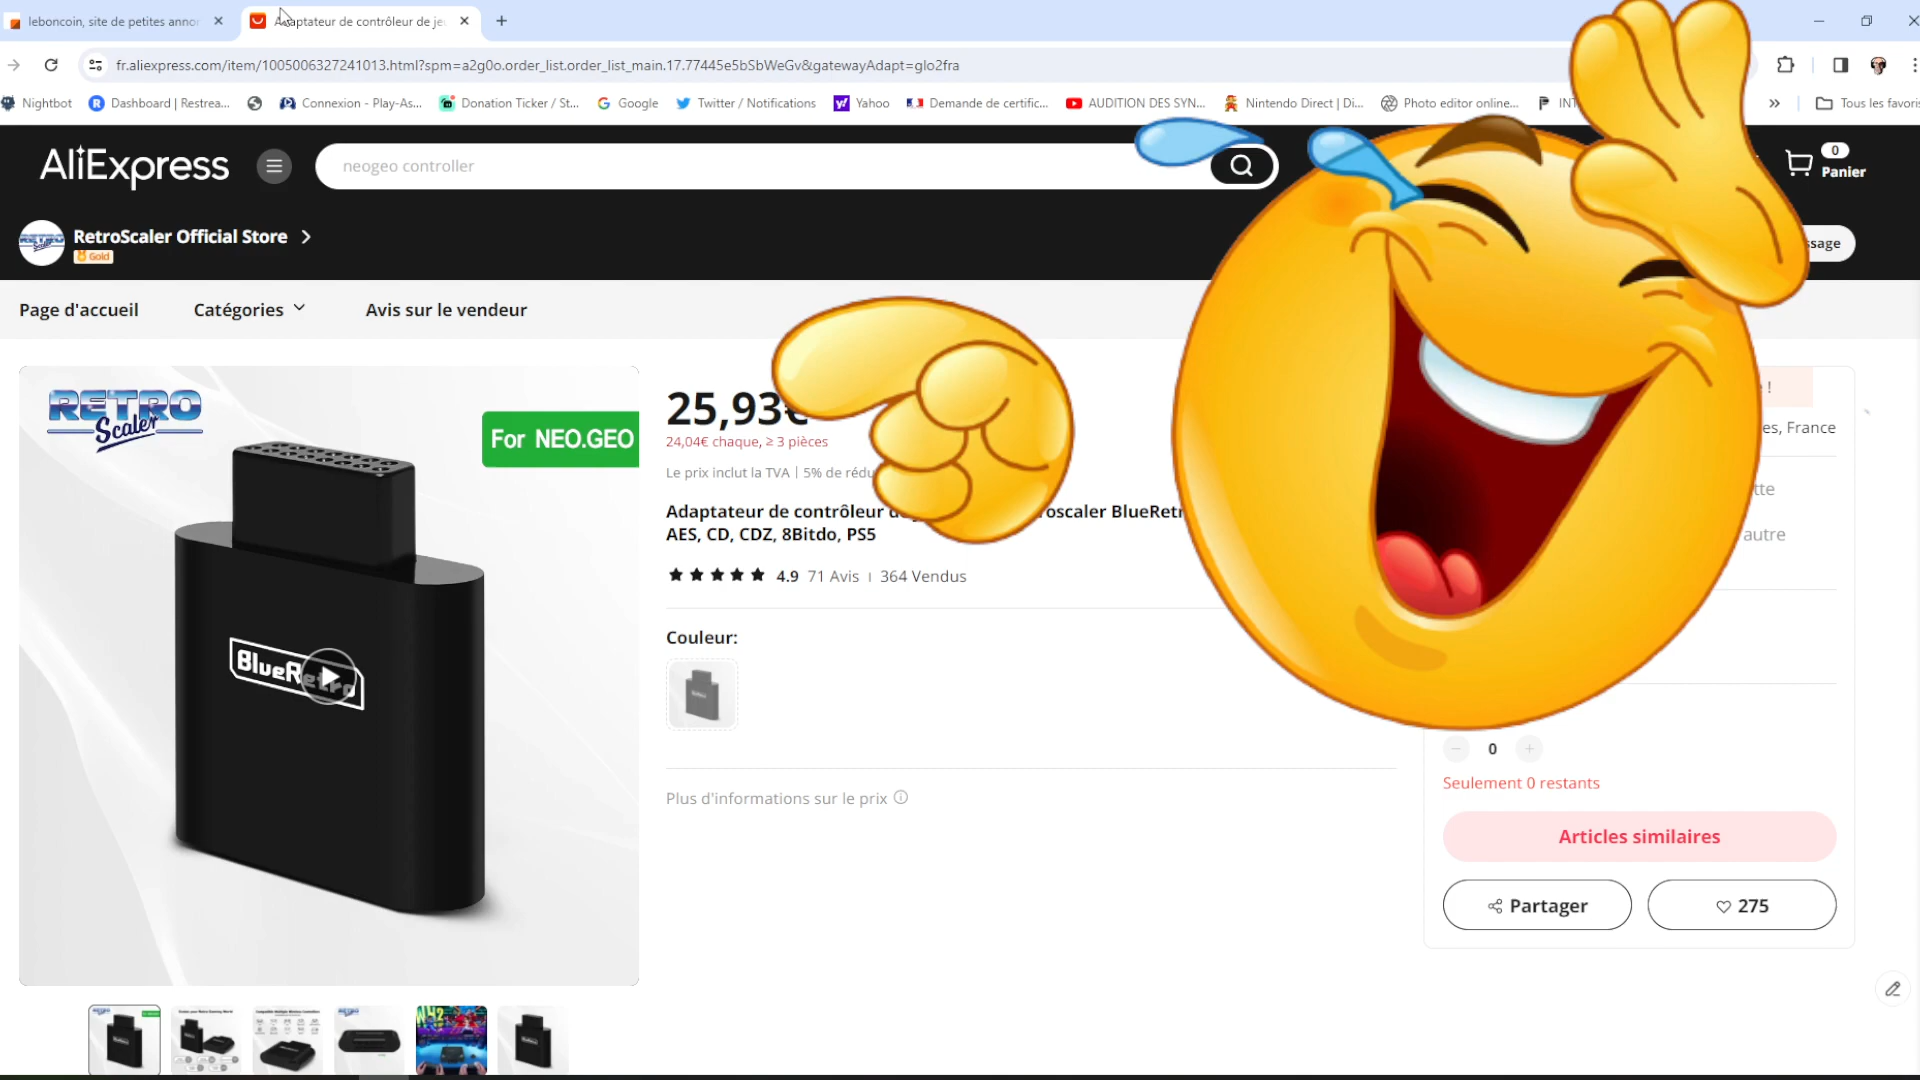 leboncoin, site de petites anno
Adaptateur de contrôleur de je
fr.aliexpress.com/item/1005006327241013.html?spm=a2g0o.order_list.order_list_main.17.77445e5bSbWeGv&gatewayAdapt=glo2fra
Nightbot
Dashboard | Restrea...
Connexion - Play-As...
Donation Ticker / St...
Google
Twitter / Notifications
Yahoo
Demande de certific...
AUDITION DES SYN...
Nintendo Direct | Di...
Photo editor online...
INT
Tous les favoris
AliExpress
neogeo controller
0
Panier
RetroScaler Official Store
Gold
ssage
Page d'accueil
Catégories
Avis sur le vendeur
RETRO
Scaler
For NEO.GEO
BlueRetro
25,93€
24,04€ chaque, ≥ 3 pièces
Le prix inclut la TVA | 5% de rédu
Adaptateur de contrôleur d oscaler BlueRetr
AES, CD, CDZ, 8Bitdo, PS5
4.9 71 Avis | 364 Vendus
Couleur:
Plus d'informations sur le prix
!
es, France
tte
autre
0
Seulement 0 restants
Articles similaires
Partager
275